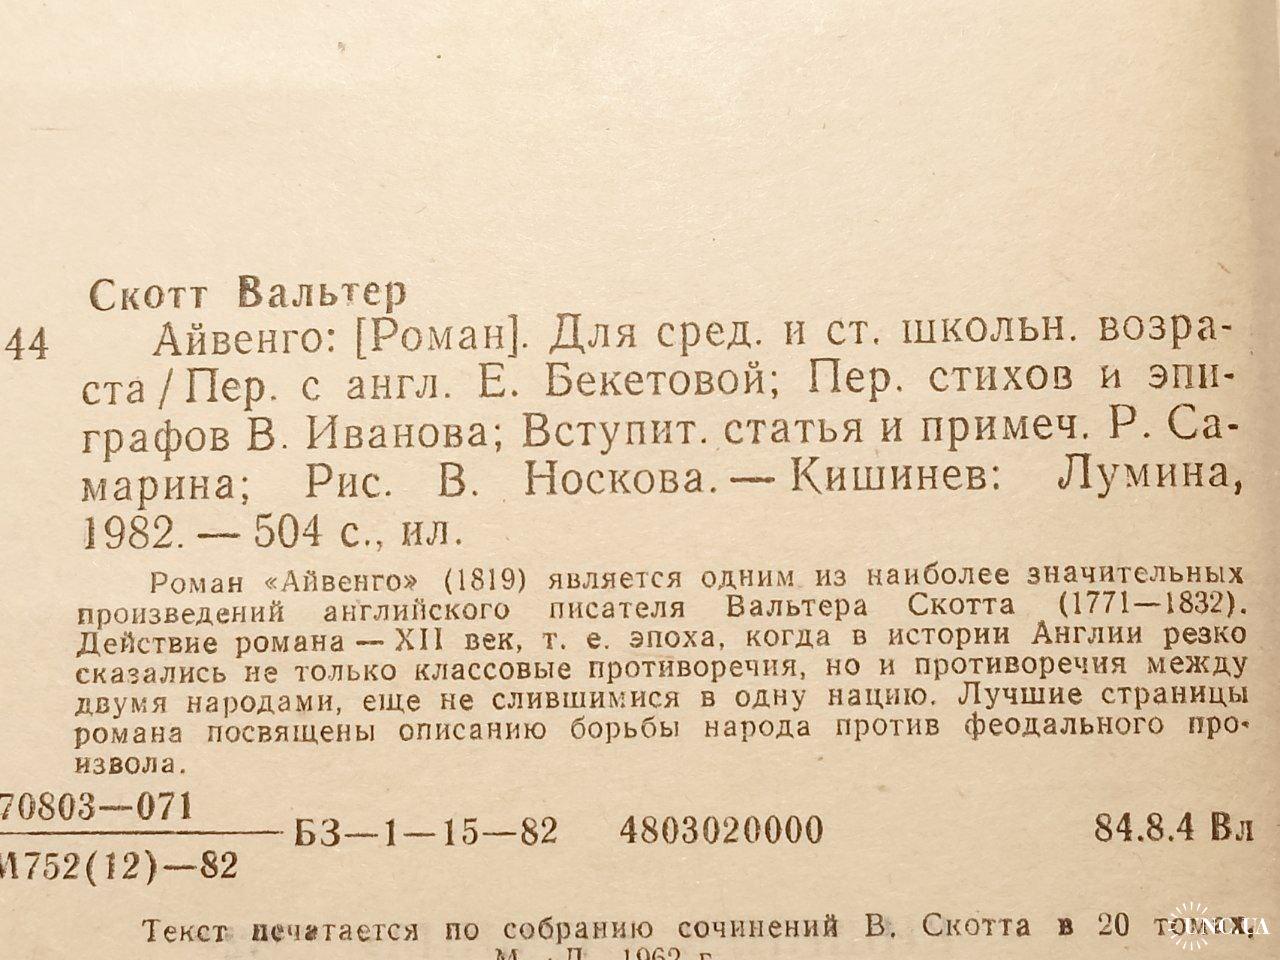 Скотт Вальтер
44 Айвенго: [Роман]. Для сред. и ст. школьн. возра-
ста / Пер. с англ. Е. Бекетовой; Пер. стихов и эпи-
графов В. Иванова; Вступит. статья и примеч. Р. Са-
марина; Рис. В. Носкова. — Кишинев: Лумина,
1982. — 504 с., ил.
Роман «Айвенго» (1819) является одним из наиболее значительных
произведений английского писателя Вальтера Скотта (1771—1832).
Действие романа — XII век, т. е. эпоха, когда в истории Англии резко
сказались не только классовые противоречия, но и противоречия между
двумя народами, еще не слившимися в одну нацию. Лучшие страницы
романа посвящены описанию борьбы народа против феодального про-
извола.
70803—071
М752(12)—82
БЗ—1—15—82 4803020000 84.8.4 Вл
Текст печатается по собранию сочинений В. Скотта в 20 томах,
М.—Л., 1962 г.